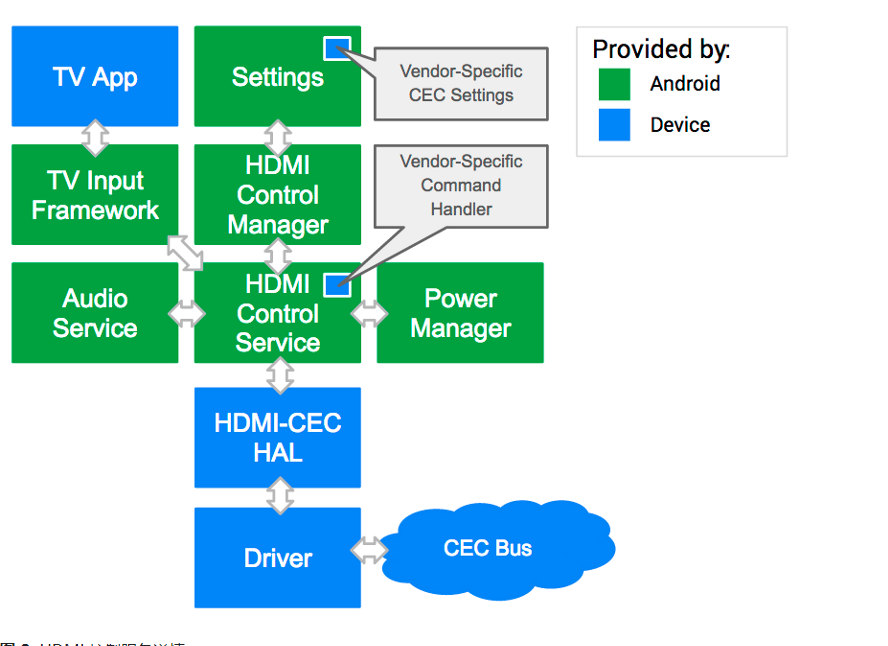 TV App
Settings
Vendor-Specific
CEC Settings
Provided by:
Android
Device
TV Input
Framework
HDMI
Control
Manager
Vendor-Specific
Command
Handler
Audio
Service
HDMI
Control
Service
Power
Manager
HDMI-CEC
HAL
Driver
CEC Bus